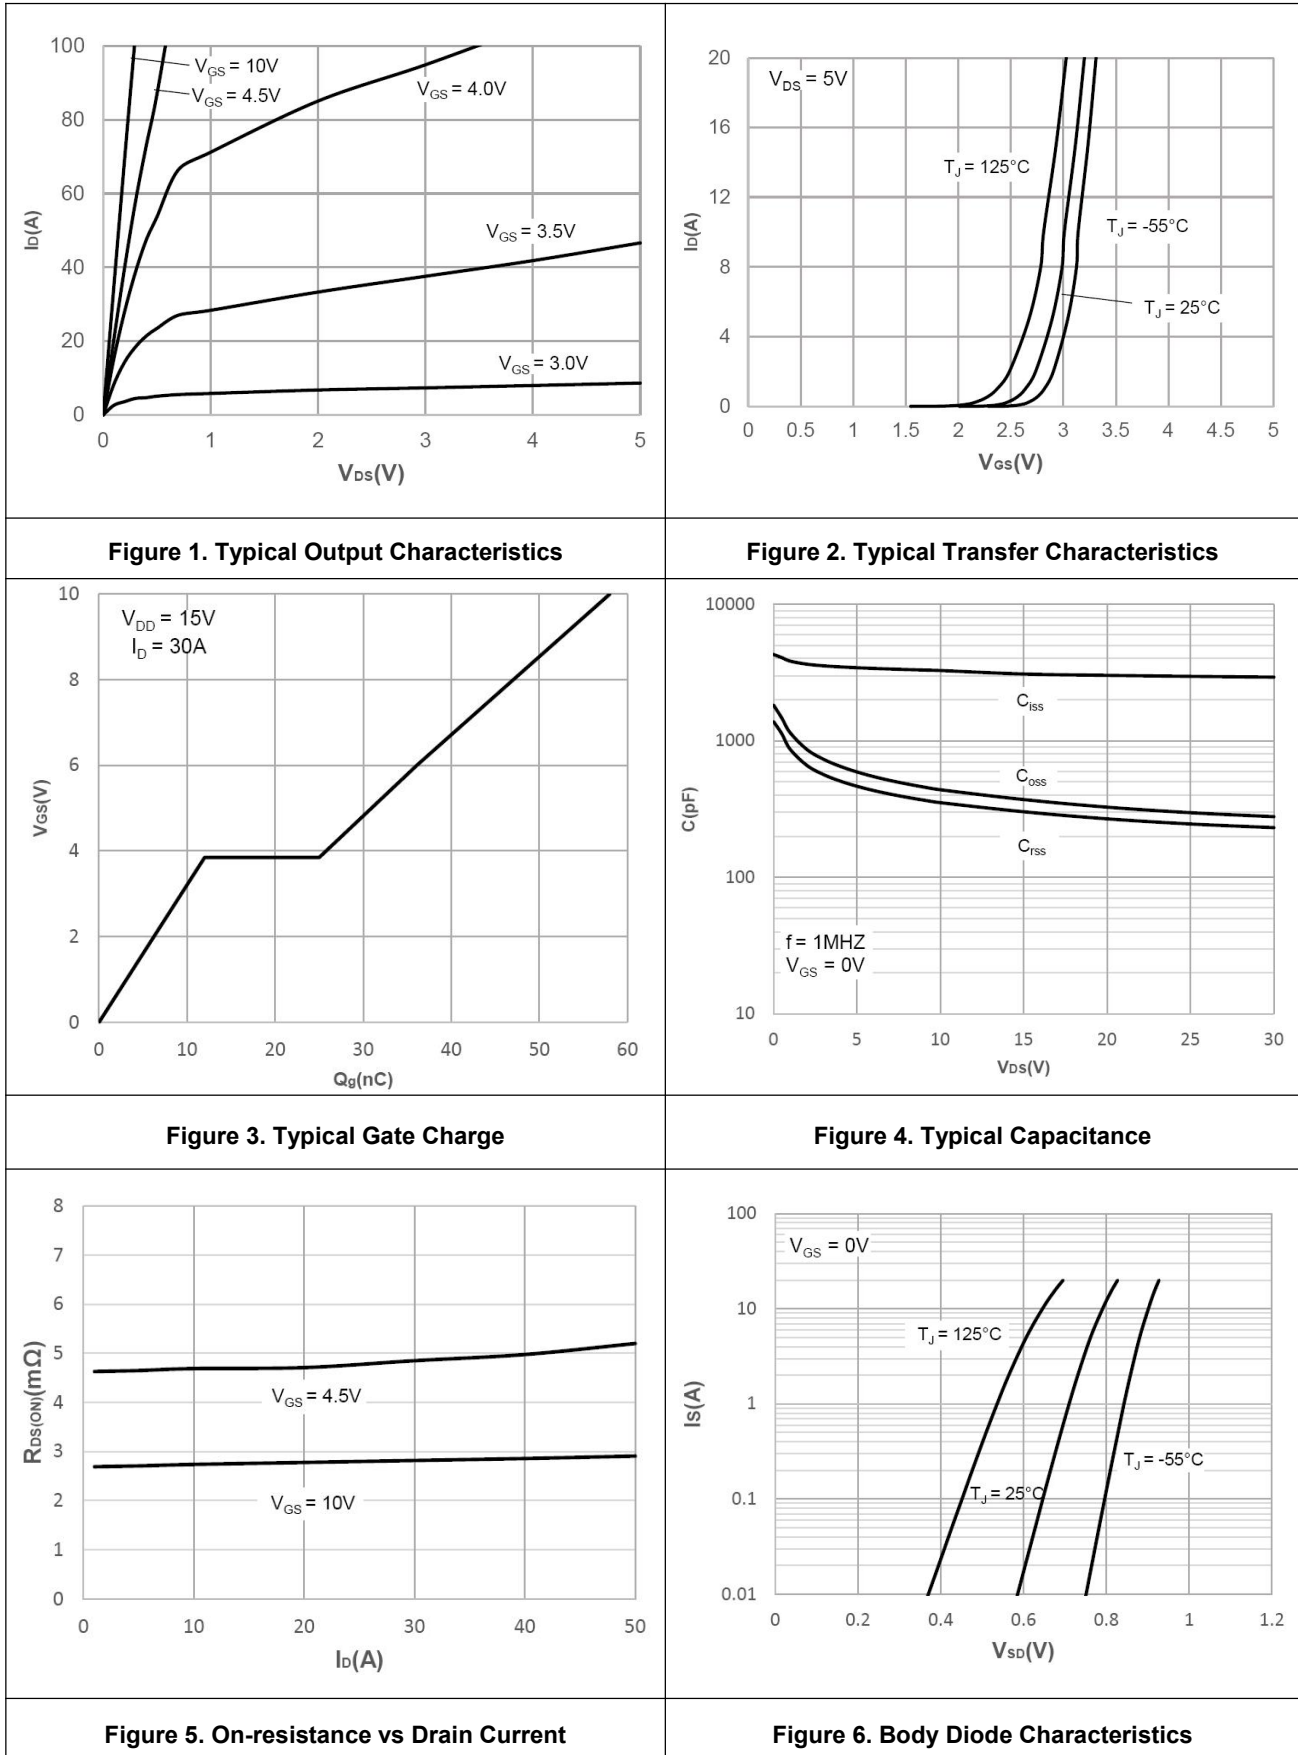 100
80
60
40
20
0
I_D(A)
V_GS = 10V
V_GS = 4.5V
V_GS = 4.0V
V_GS = 3.5V
V_GS = 3.0V
0 1 2 3 4 5
V_DS(V)
Figure 1. Typical Output Characteristics
20
16
12
8
4
0
I_D(A)
V_DS = 5V
T_J = 125°C
T_J = -55°C
T_J = 25°C
0 0.5 1 1.5 2 2.5 3 3.5 4 4.5 5
V_GS(V)
Figure 2. Typical Transfer Characteristics
10
8
6
4
2
0
VGS(V)
V_DD = 15V
I_D = 30A
0 10 20 30 40 50 60
Q_g(nC)
Figure 3. Typical Gate Charge
10000
1000
100
10
C(pF)
C_iss
C_oss
C_rss
f = 1MHZ
V_GS = 0V
0 5 10 15 20 25 30
V_DS(V)
Figure 4. Typical Capacitance
8
7
6
5
4
3
2
1
0
R_DS(ON)(mΩ)
V_GS = 4.5V
V_GS = 10V
0 10 20 30 40 50
I_D(A)
Figure 5. On-resistance vs Drain Current
100
10
1
0.1
0.01
I_S(A)
V_GS = 0V
T_J = 125°C
T_J = 25°C
T_J = -55°C
0 0.2 0.4 0.6 0.8 1 1.2
V_SD(V)
Figure 6. Body Diode Characteristics